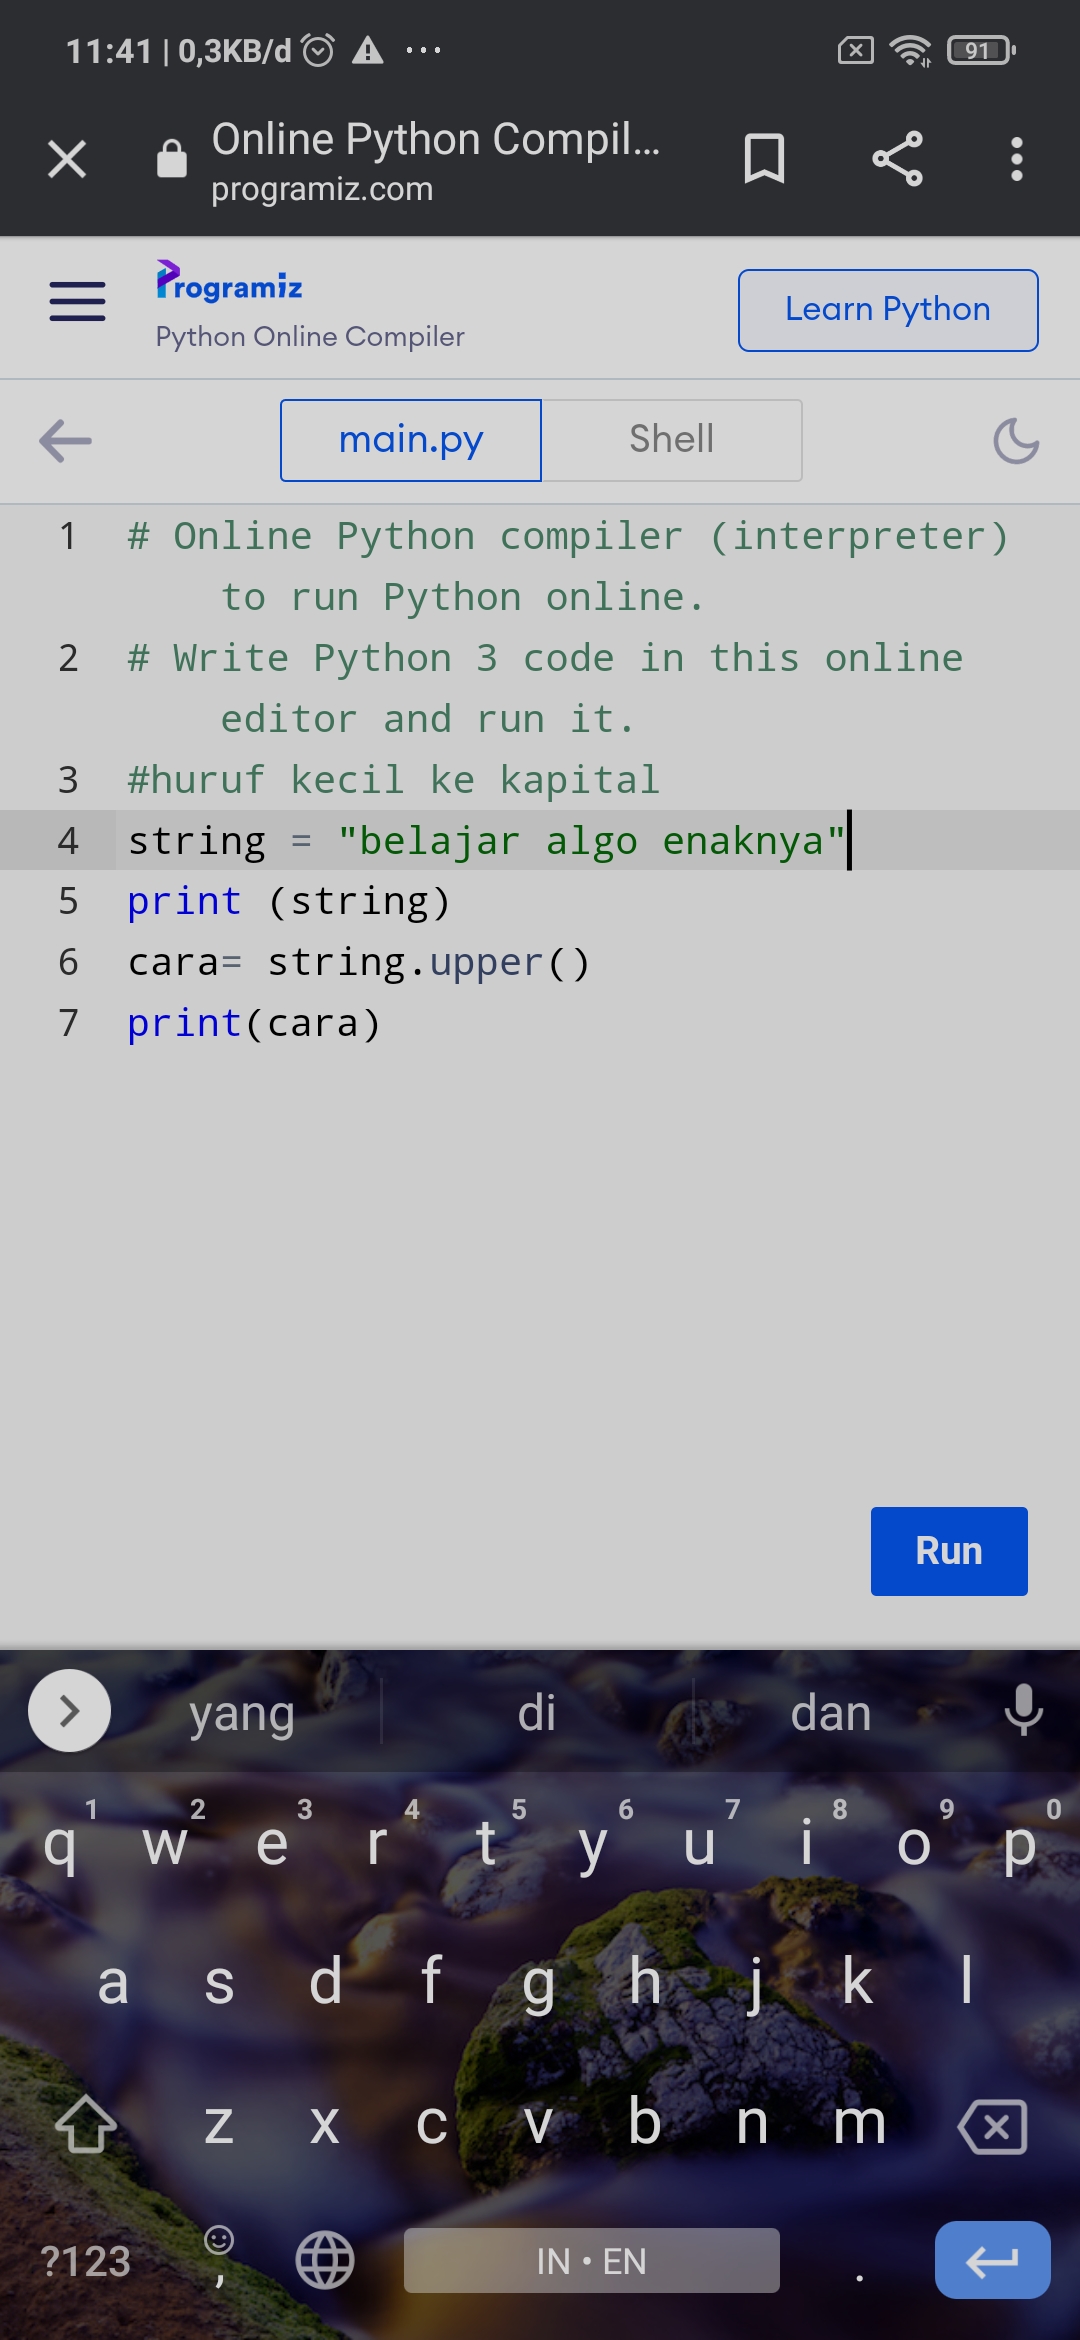 11:41 | 0,3KB/d ...
91
Online Python Compil...
programiz.com
Programiz
Python Online Compiler
Learn Python
main.py
Shell
1 # Online Python compiler (interpreter)
to run Python online.
2 # Write Python 3 code in this online
editor and run it.
3 #huruf kecil ke kapital
4 string = "belajar algo enaknya"
5 print (string)
6 cara= string.upper()
7 print(cara)
Run
yang di dan
1 2 3 4 5 6 7 8 9 0
q w e r t y u i o p
a s d f g h j k l
z x c v b n m
?123 , IN • EN .